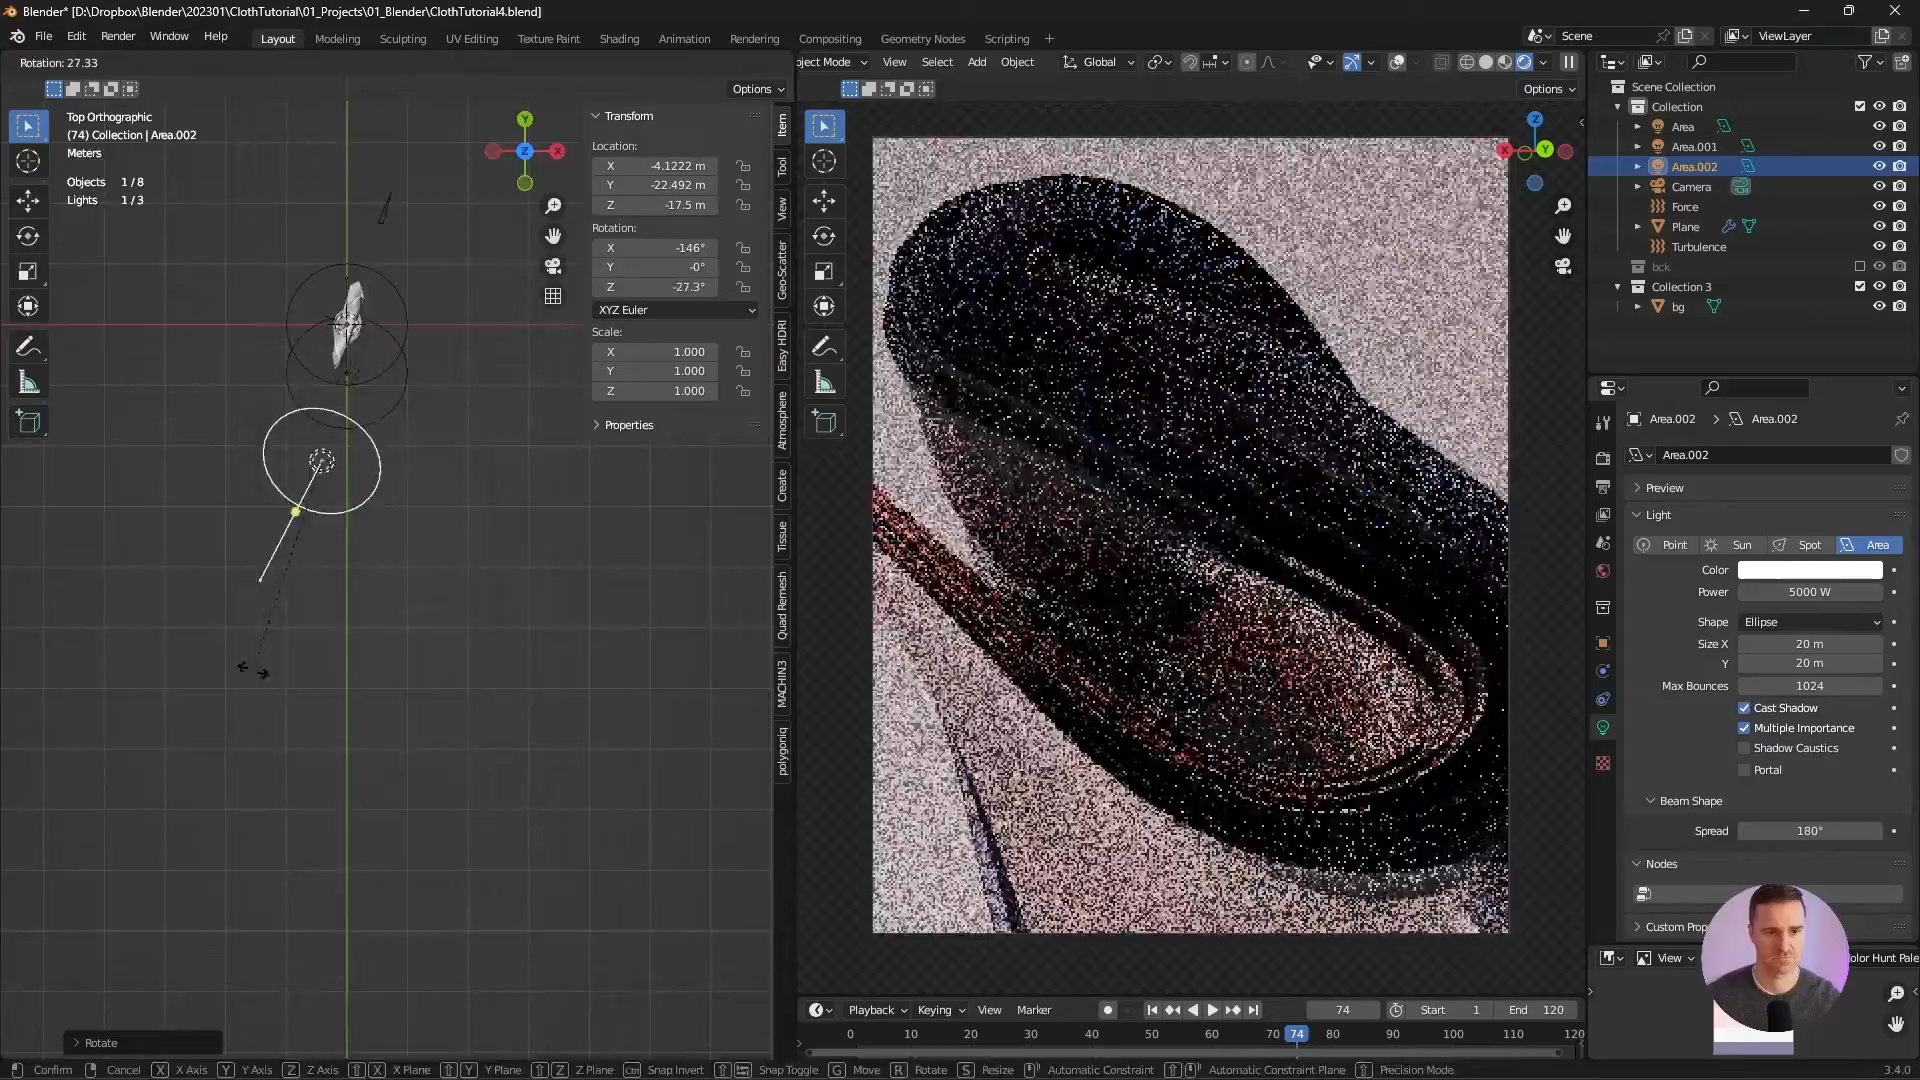 Blender* [D:\Dropbox\Blender\202301\ClothTutorial\01_Projects\01_Blender\ClothTutorial4.blend]
File Edit Render Window Help Layout Modeling Sculpting UV Editing Texture Paint Shading Animation Rendering Compositing Geometry Nodes Scripting + Scene ViewLayer
Rotation: 27.33
ject Mode View Select Add Object Global
Options
Options
Top Orthographic
(74) Collection | Area.002
Meters
Objects 1/8
Lights 1/3
Y
Z
X
Transform
Location:
X -4.1222 m
Y -22.492 m
Z -17.5 m
Rotation:
X -146°
Y -0°
Z -27.3°
XYZ Euler
Scale:
X 1.000
Y 1.000
Z 1.000
Properties
Item
Tool
View
Geo-Scatter
Easy HDRI
Atmosphere
Create
Tissue
Quad Remesh
MACHIN3
polygoniq
Z
X
Y
Scene Collection
Collection
Area
Area.001
Area.002
Camera
Force
Plane
Turbulence
bck
Collection 3
bg
Area.002 > Area.002
Area.002
Preview
Light
Point Sun Spot Area
Color
Power 5000 W
Shape Ellipse
Size X 20 m
Y 20 m
Max Bounces 1024
Cast Shadow
Multiple Importance
Shadow Caustics
Portal
Beam Shape
Spread 180°
Nodes
Custom Prop
View olor Hunt Pale
Rotate
Playback Keying View Marker 74 Start 1 End 120
0 10 20 30 40 50 60 70 74 80 90 100 110 120
Confirm Cancel X X Axis Y Y Axis Z Z Axis X X Plane Y Y Plane Z Z Plane Ctrl Snap Invert Snap Toggle G Move R Rotate S Resize Automatic Constraint Automatic Constraint Plane Precision Mode 3.4.0